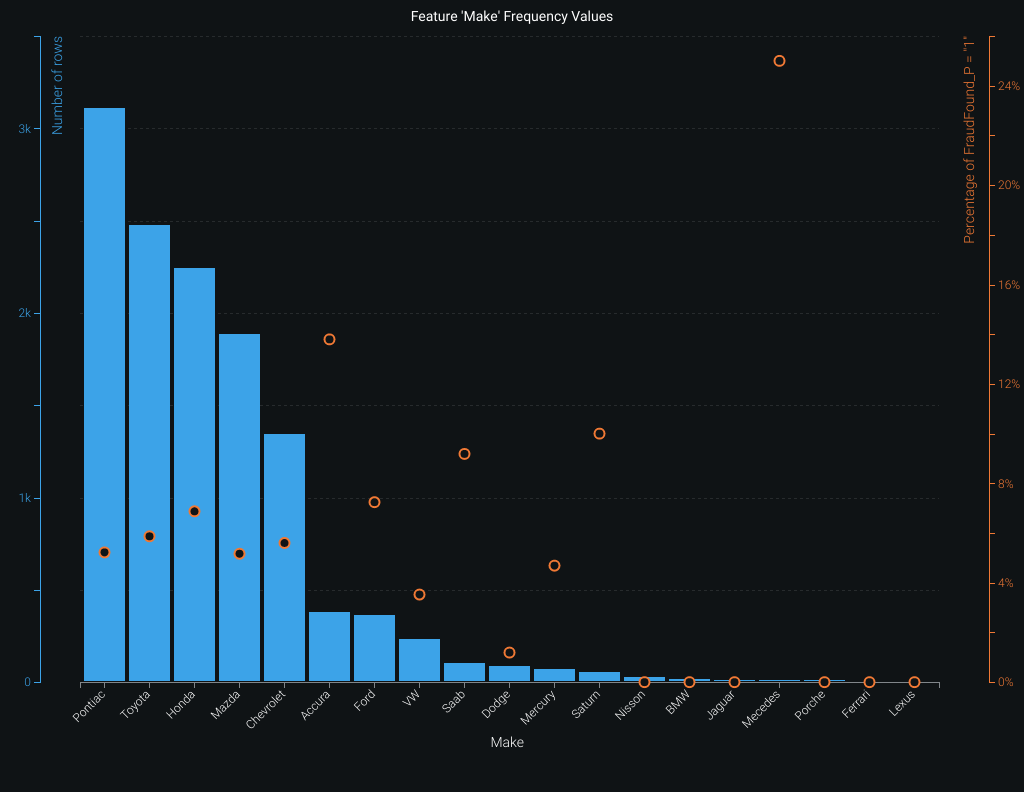 Feature 'Make' Frequency Values
Number of rows
3k
2k
1k
0
Percentage of FraudFound_P = "1"
24%
20%
16%
12%
8%
4%
0%
Pontiac
Toyota
Honda
Mazda
Chevrolet
Accura
Ford
VW
Saab
Dodge
Mercury
Saturn
Nisson
BMW
Jaguar
Mecedes
Porche
Ferrari
Lexus
Make